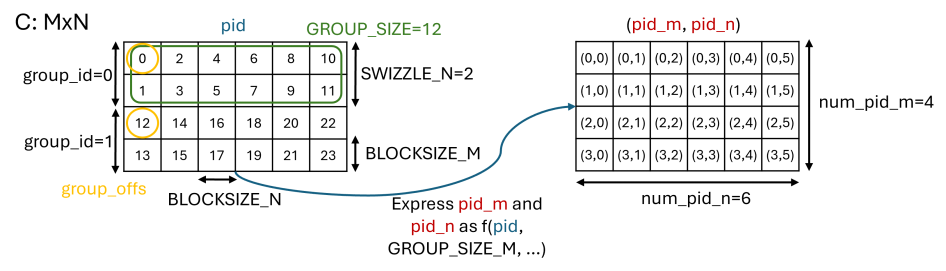 C: MxN
pid
GROUP_SIZE=12
group_id=0
0 2 4 6 8 10
1 3 5 7 9 11
SWIZZLE_N=2
group_id=1
12 14 16 18 20 22
13 15 17 19 21 23
BLOCKSIZE_M
group_offs
BLOCKSIZE_N
Express pid_m and
pid_n as f(pid,
GROUP_SIZE_M, ...)
(pid_m, pid_n)
(0,0) (0,1) (0,2) (0,3) (0,4) (0,5)
(1,0) (1,1) (1,2) (1,3) (1,4) (1,5)
(2,0) (2,1) (2,2) (2,3) (2,4) (2,5)
(3,0) (3,1) (3,2) (3,3) (3,4) (3,5)
num_pid_m=4
num_pid_n=6